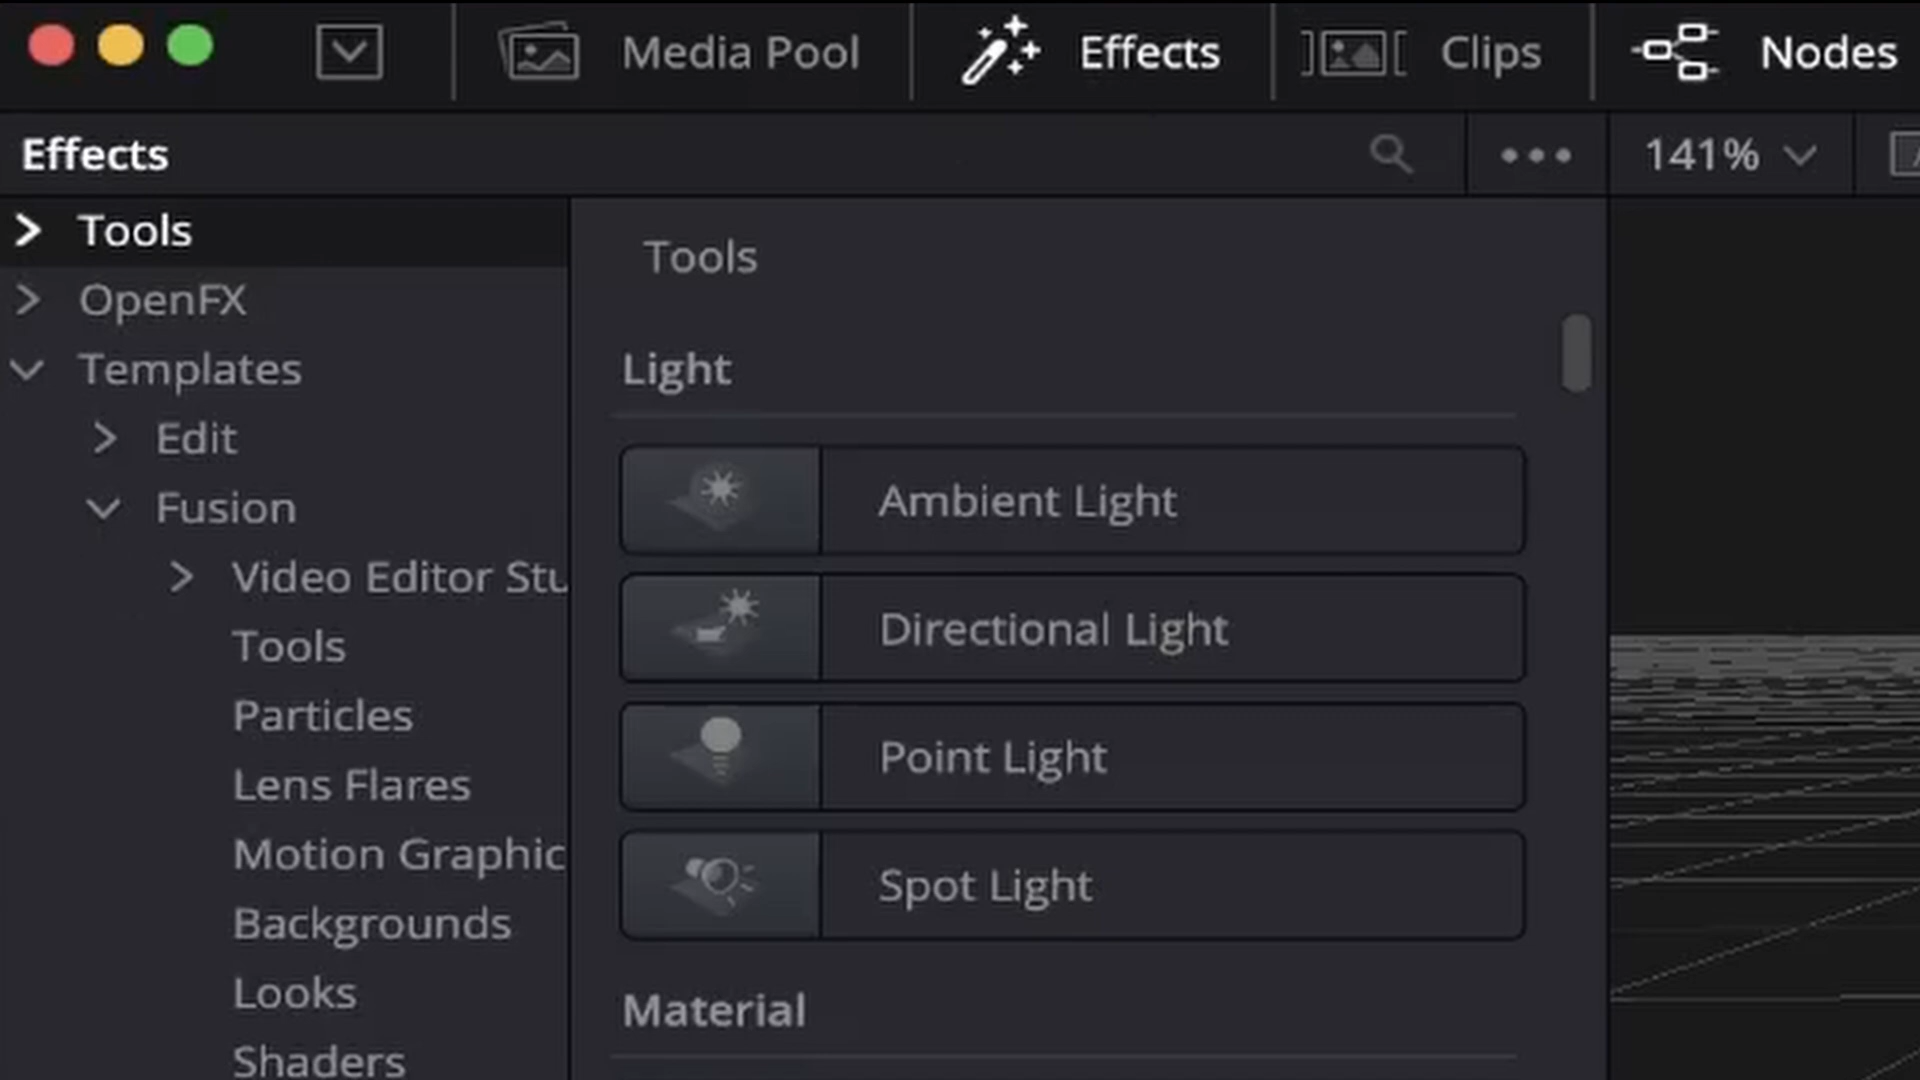 Media Pool
Effects
Clips
Nodes
Effects
141%
Tools
OpenFX
Templates
Edit
Fusion
Video Editor Stu
Tools
Particles
Lens Flares
Motion Graphic
Backgrounds
Looks
Shaders
Tools
Light
Ambient Light
Directional Light
Point Light
Spot Light
Material